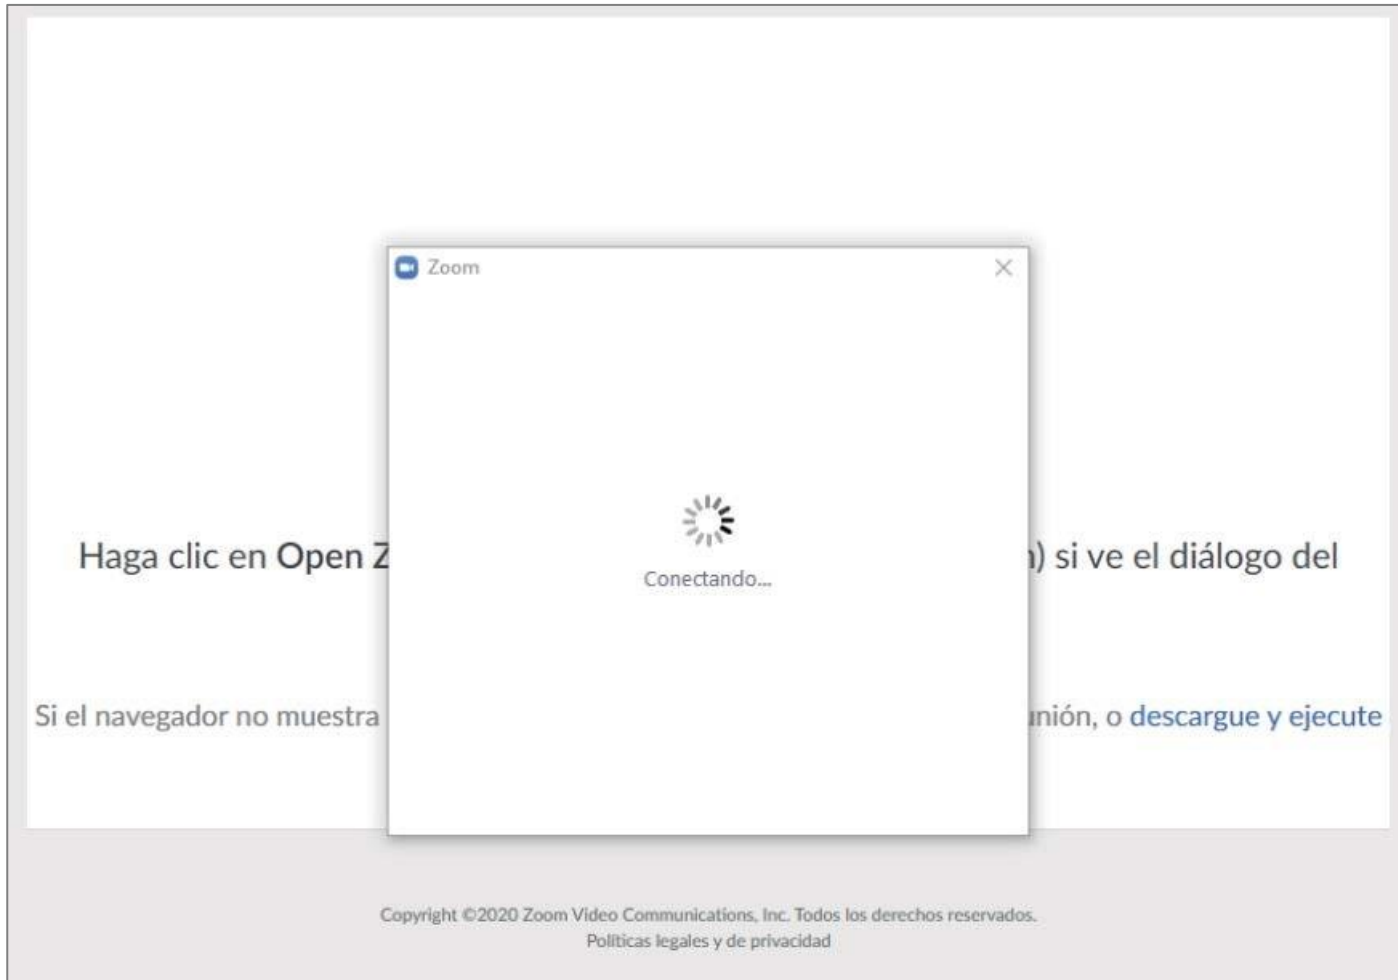 Zoom
Haga clic en Open Z
) si ve el diálogo del
Conectando...
Si el navegador no muestra
unión, o descargue y ejecute
Copyright ©2020 Zoom Video Communications, Inc. Todos los derechos reservados.
Políticas legales y de privacidad